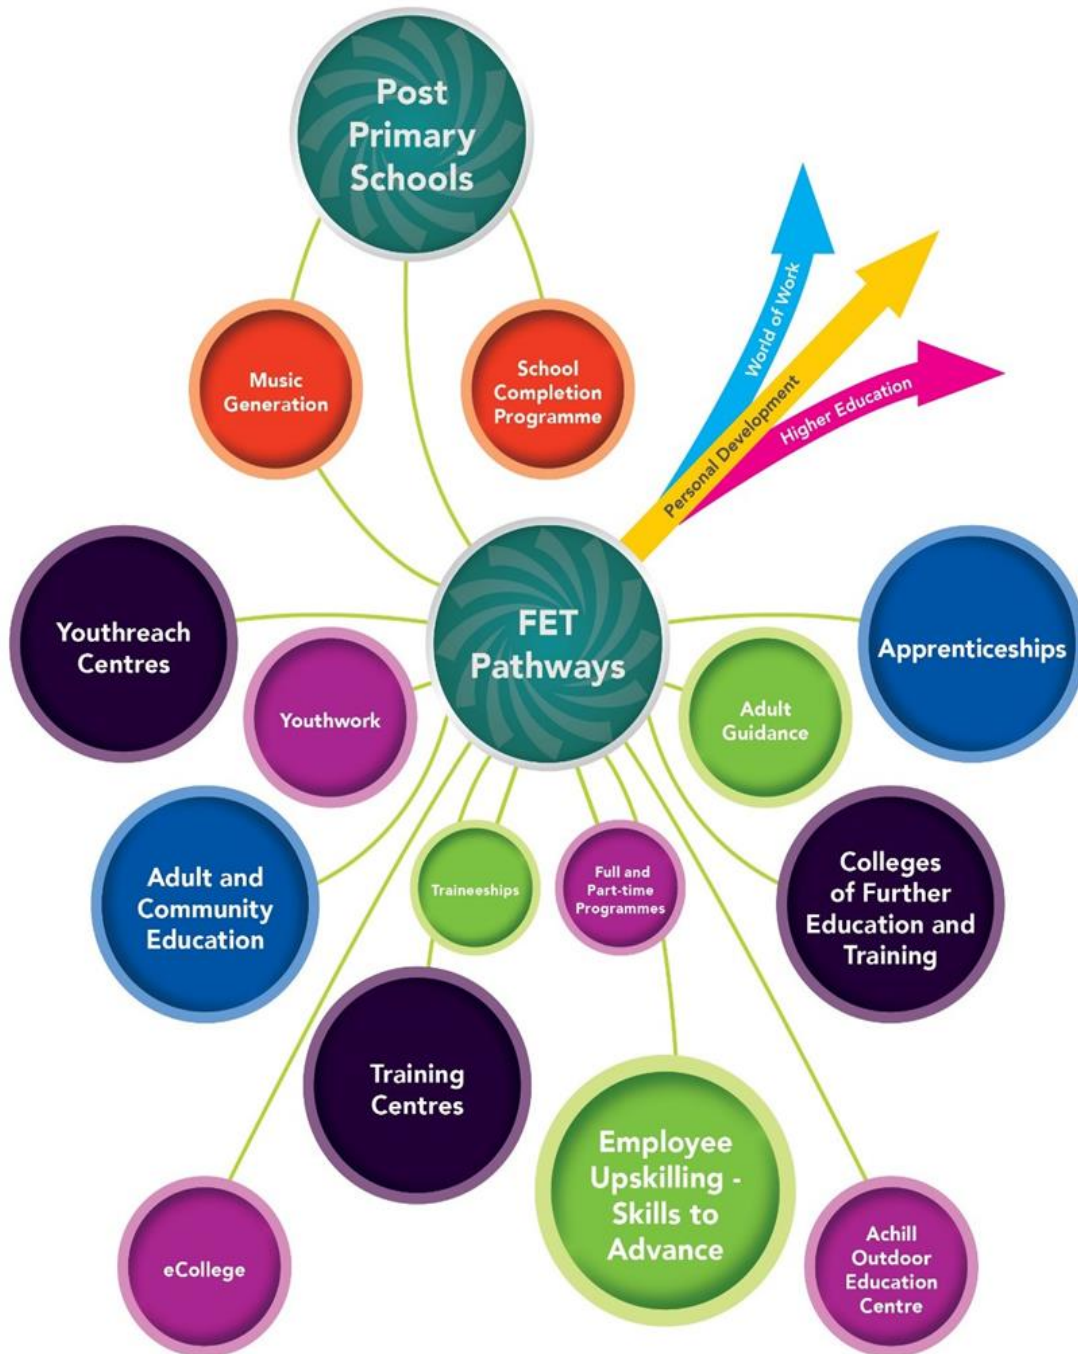 Post
Primary
Schools
World of Work
Personal Development
Higher Education
Music
Generation
School
Completion
Programme
FET
Pathways
Youthreach
Centres
Youthwork
Adult
Guidance
Apprenticeships
Adult and
Community
Education
Traineeships
Full and
Part-time
Programmes
Colleges
of Further
Education and
Training
Training
Centres
Employee
Upskilling -
Skills to
Advance
eCollege
Achill
Outdoor
Education
Centre